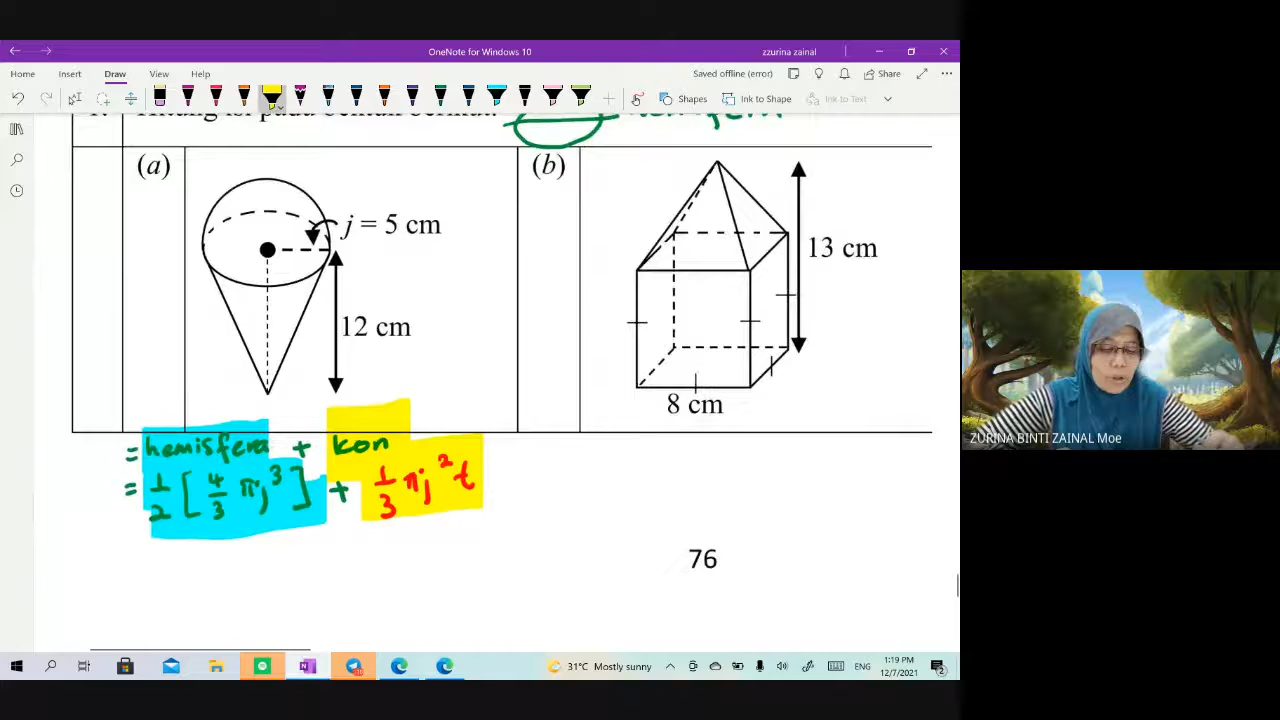 OneNote for Windows 10
zzurina zainal
Home Insert Draw View Help
Saved offline (error) Share
Shapes Ink to Shape Ink to Text
(a) (b)
j = 5 cm
13 cm
12 cm
8 cm
= hemisfera + kon
= 1/2 [ 4/3 πj³ ] + 1/3 πj² t
76
ZURINA BINTI ZAINAL Moe
31°C Mostly sunny
ENG
1:19 PM
12/7/2021
2